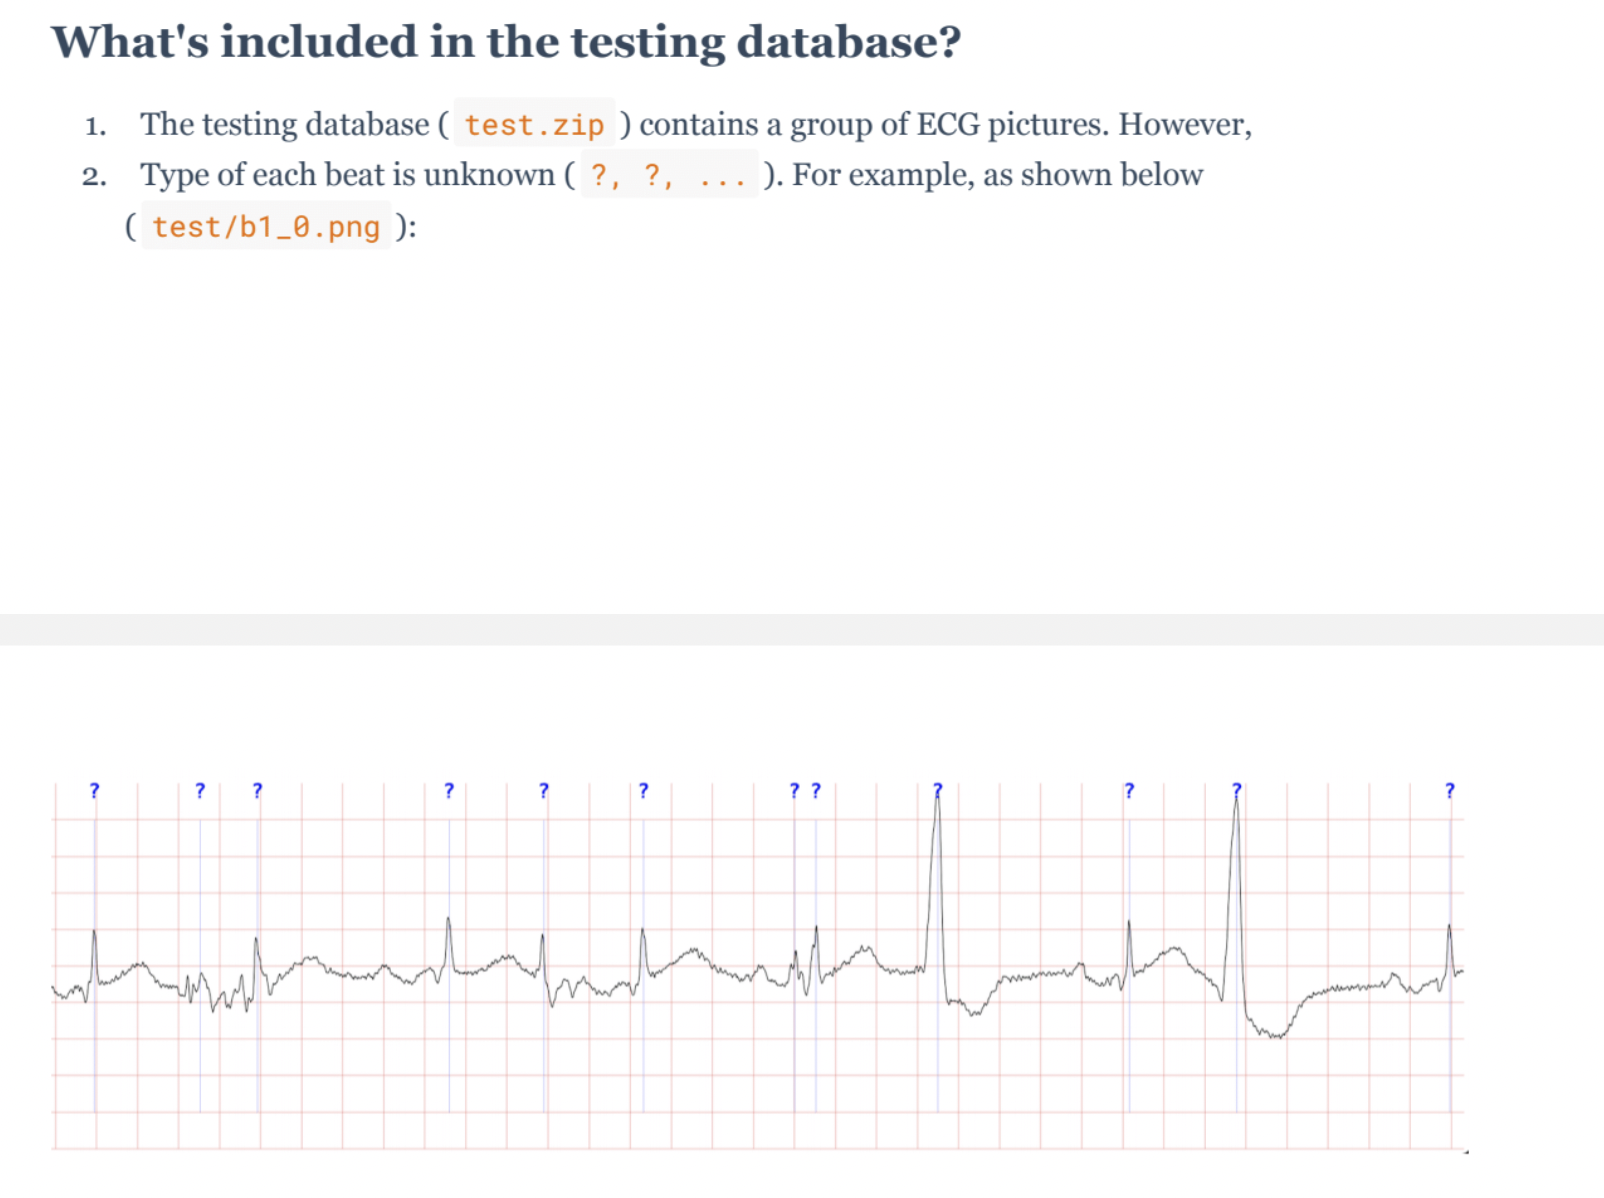 What's included in the testing database?
1. The testing database ( test.zip ) contains a group of ECG pictures. However,
2. Type of each beat is unknown ( ?, ?, ... ). For example, as shown below
( test/b1_0.png ):
? ? ? ? ? ? ? ? ? ? ? ?